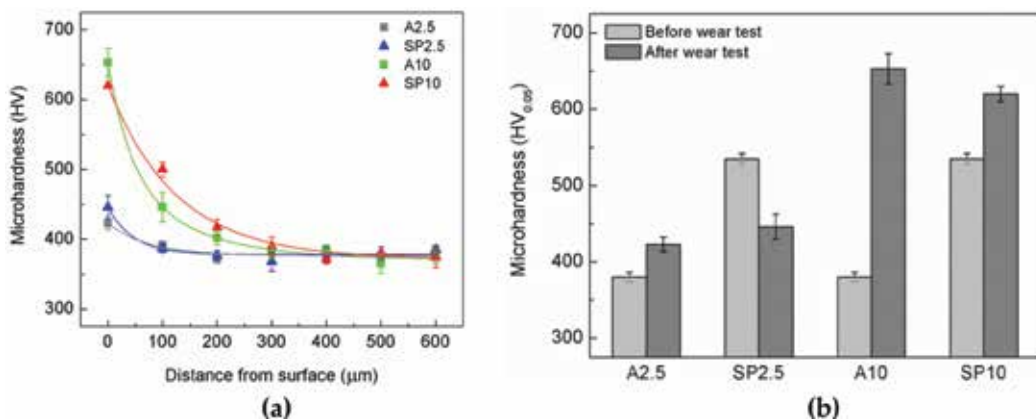 700
600
500
400
300
Microhardness (HV)
A2.5
SP2.5
A10
SP10
0 100 200 300 400 500 600
Distance from surface (μm)
(a)
700
600
500
400
300
Microhardness (HV0.05)
Before wear test
After wear test
A2.5 SP2.5 A10 SP10
(b)